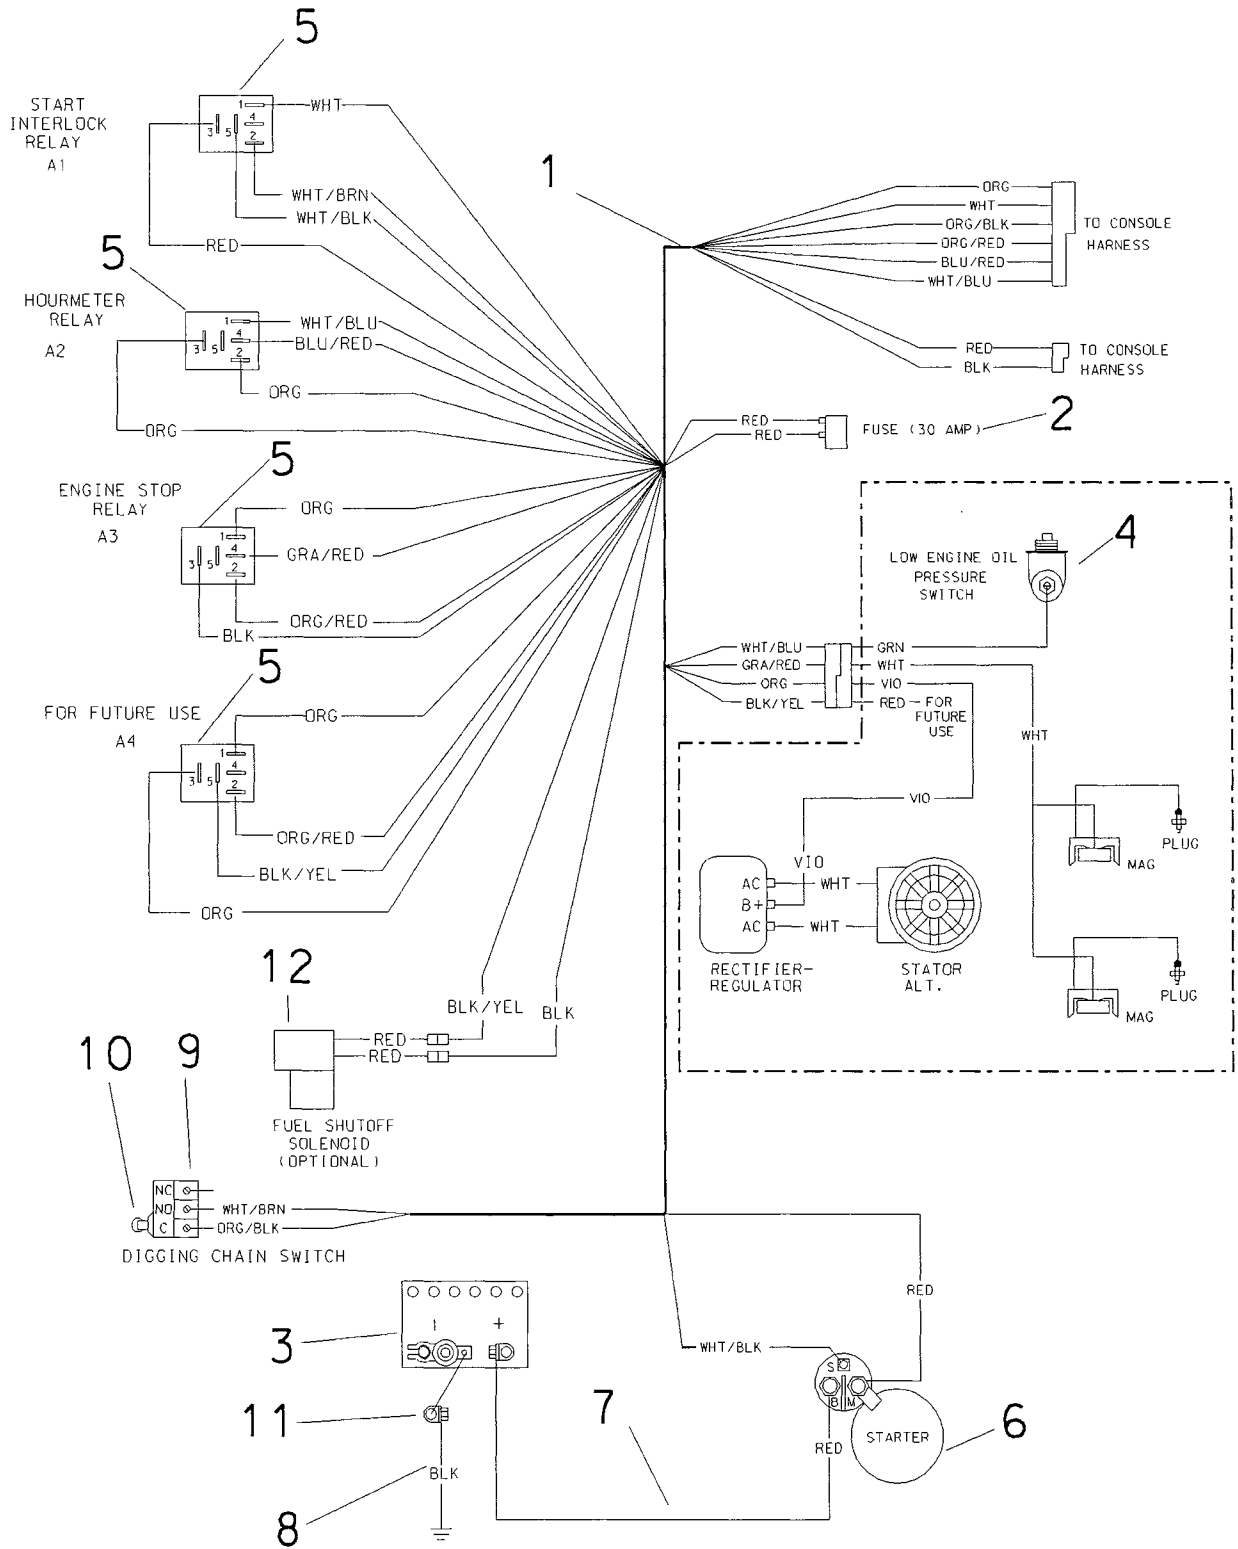 5
START
INTERLOCK
RELAY
A1
1
4
3
5
2
WHT
WHT/BRN
WHT/BLK
RED
5
HOURMETER
RELAY
A2
1
4
3
5
2
WHT/BLU
BLU/RED
ORG
ORG
5
ENGINE STOP
RELAY
A3
1
4
3
5
2
ORG
GRA/RED
ORG/RED
BLK
5
FOR FUTURE USE
A4
1
4
3
5
2
ORG
ORG/RED
BLK/YEL
ORG
1
ORG
WHT
ORG/BLK
ORG/RED
BLU/RED
WHT/BLU
TO CONSOLE
HARNESS
RED
BLK
TO CONSOLE
HARNESS
RED
RED
FUSE (30 AMP)
2
LOW ENGINE OIL
PRESSURE
SWITCH
4
WHT/BLU
GRA/RED
ORG
BLK/YEL
GRN
WHT
VIO
RED
FOR
FUTURE
USE
WHT
VIO
VIO
AC
B+
AC
WHT
WHT
RECTIFIER-
REGULATOR
STATOR
ALT.
MAG
PLUG
MAG
PLUG
12
BLK/YEL
BLK
RED
RED
FUEL SHUTOFF
SOLENOID
(OPTIONAL)
10
9
NC
NO
C
WHT/BRN
ORG/BLK
DIGGING CHAIN SWITCH
3
+
11
BLK
8
7
RED
WHT/BLK
S
B
M
RED
STARTER
6